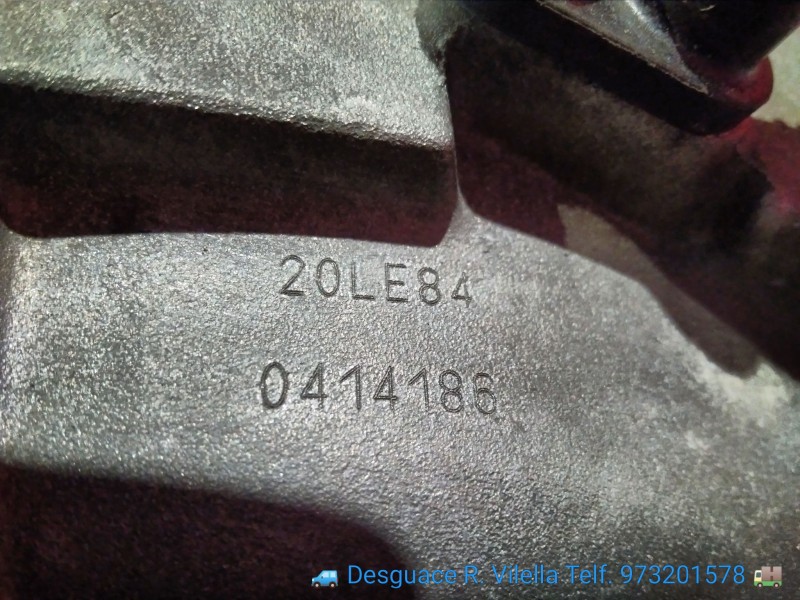 20LE84
0414186
🚙 Desguace R. Vilella Telf. 973201578 🚚